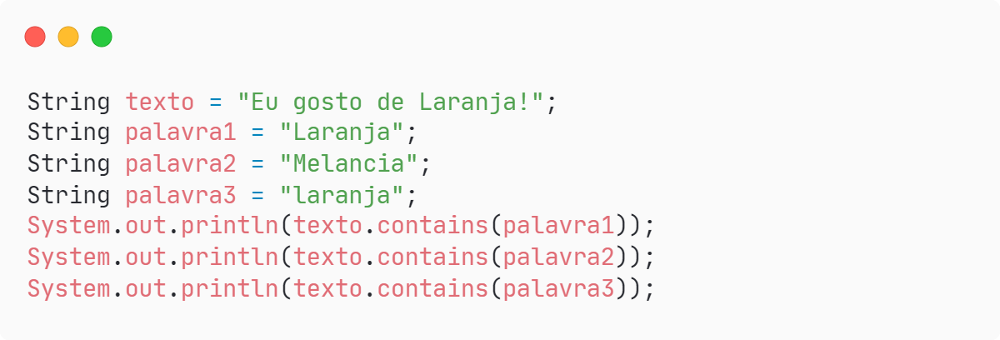 String texto = "Eu gosto de Laranja!";
String palavra1 = "Laranja";
String palavra2 = "Melancia";
String palavra3 = "laranja";
System.out.println(texto.contains(palavra1));
System.out.println(texto.contains(palavra2));
System.out.println(texto.contains(palavra3));